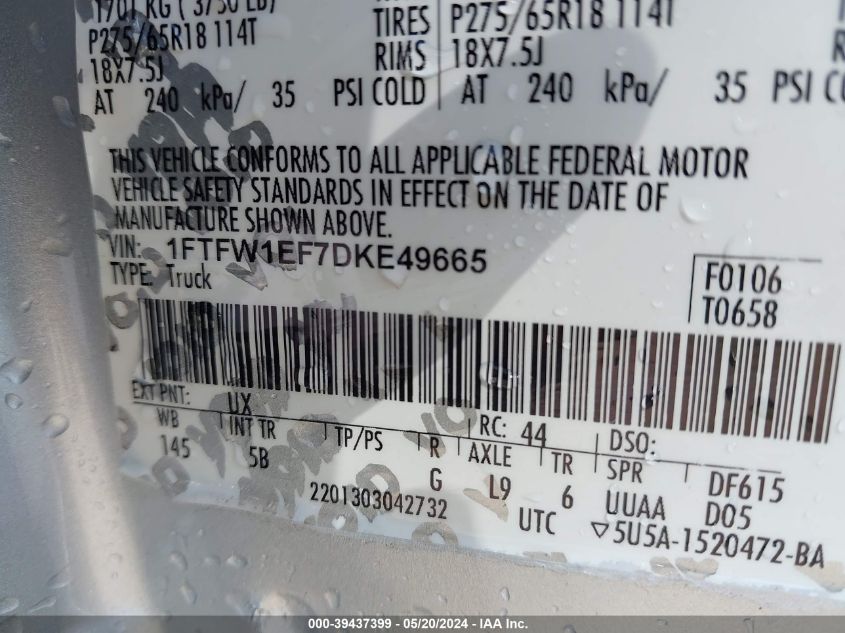 1701 KG ( 3750 LB)
P275/65R18 114T TIRES P275/65R18 114T
18X7.5J RIMS 18X7.5J
AT 240 kPa/ 35 PSI COLD AT 240 kPa/ 35 PSI
THIS VEHICLE CONFORMS TO ALL APPLICABLE FEDERAL MOTOR
VEHICLE SAFETY STANDARDS IN EFFECT ON THE DATE OF
MANUFACTURE SHOWN ABOVE.
VIN: 1FTFW1EF7DKE49665
TYPE: Truck
F0106
T0658
EXT PNT: UX RC: 44 DSO:
WB INT TR TP/PS R AXLE TR SPR DF615
145 5B G L9 6 UUAA D05
2201303042732 UTC ▽5U5A-1520472-BA
000-39437399 - 05/20/2024 - IAA Inc.